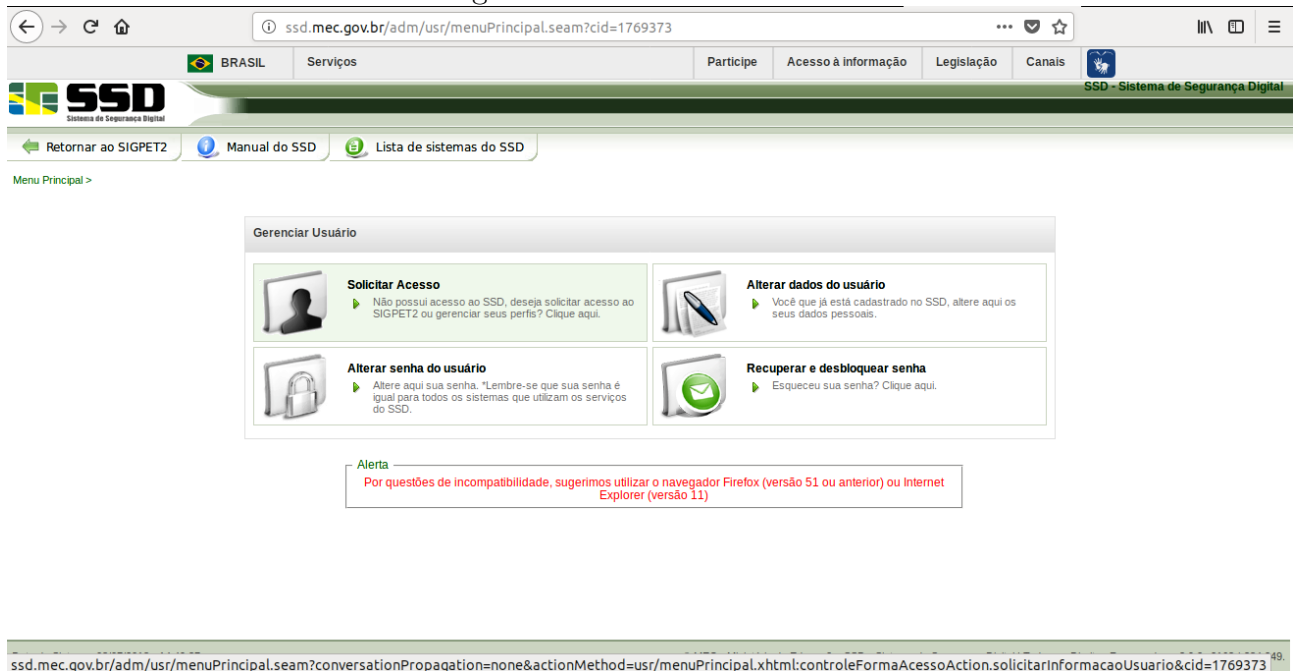 ssd.mec.gov.br/adm/usr/menuPrincipal.seam?cid=1769373
BRASIL
Serviços
Participe
Acesso à informação
Legislação
Canais
SSD
Sistema de Segurança Digital
SSD - Sistema de Segurança Digital
Retornar ao SIGPET2
Manual do SSD
Lista de sistemas do SSD
Menu Principal >
Gerenciar Usuário
Solicitar Acesso
Não possui acesso ao SSD, deseja solicitar acesso ao
SIGPET2 ou gerenciar seus perfis? Clique aqui.
Alterar dados do usuário
Você que já está cadastrado no SSD, altere aqui os
seus dados pessoais.
Alterar senha do usuário
Altere aqui sua senha. *Lembre-se que sua senha é
igual para todos os sistemas que utilizam os serviços
do SSD.
Recuperar e desbloquear senha
Esqueceu sua senha? Clique aqui.
Alerta
Por questões de incompatibilidade, sugerimos utilizar o navegador Firefox (versão 51 ou anterior) ou Internet
Explorer (versão 11)
ssd.mec.gov.br/adm/usr/menuPrincipal.seam?conversationPropagation=none&actionMethod=usr/menuPrincipal.xhtml:controleFormaAcessoAction.solicitarInformacaoUsuario&cid=1769373